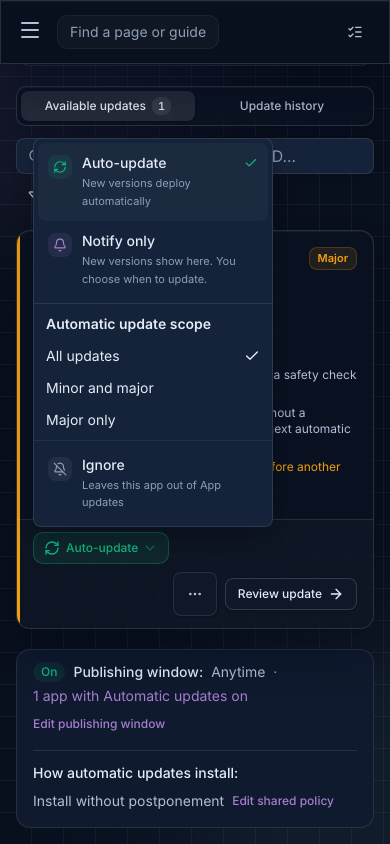 Find a page or guide
Available updates 1
Update history
D...
Auto-update
New versions deploy
automatically
Notify only
New versions show here. You
choose when to update.
Major
Automatic update scope
All updates
Minor and major
Major only
a safety check
out a
ext automatic
fore another
Ignore
Leaves this app out of App
updates
Auto-update
...
Review update
On Publishing window: Anytime ·
1 app with Automatic updates on
Edit publishing window
How automatic updates install:
Install without postponement Edit shared policy